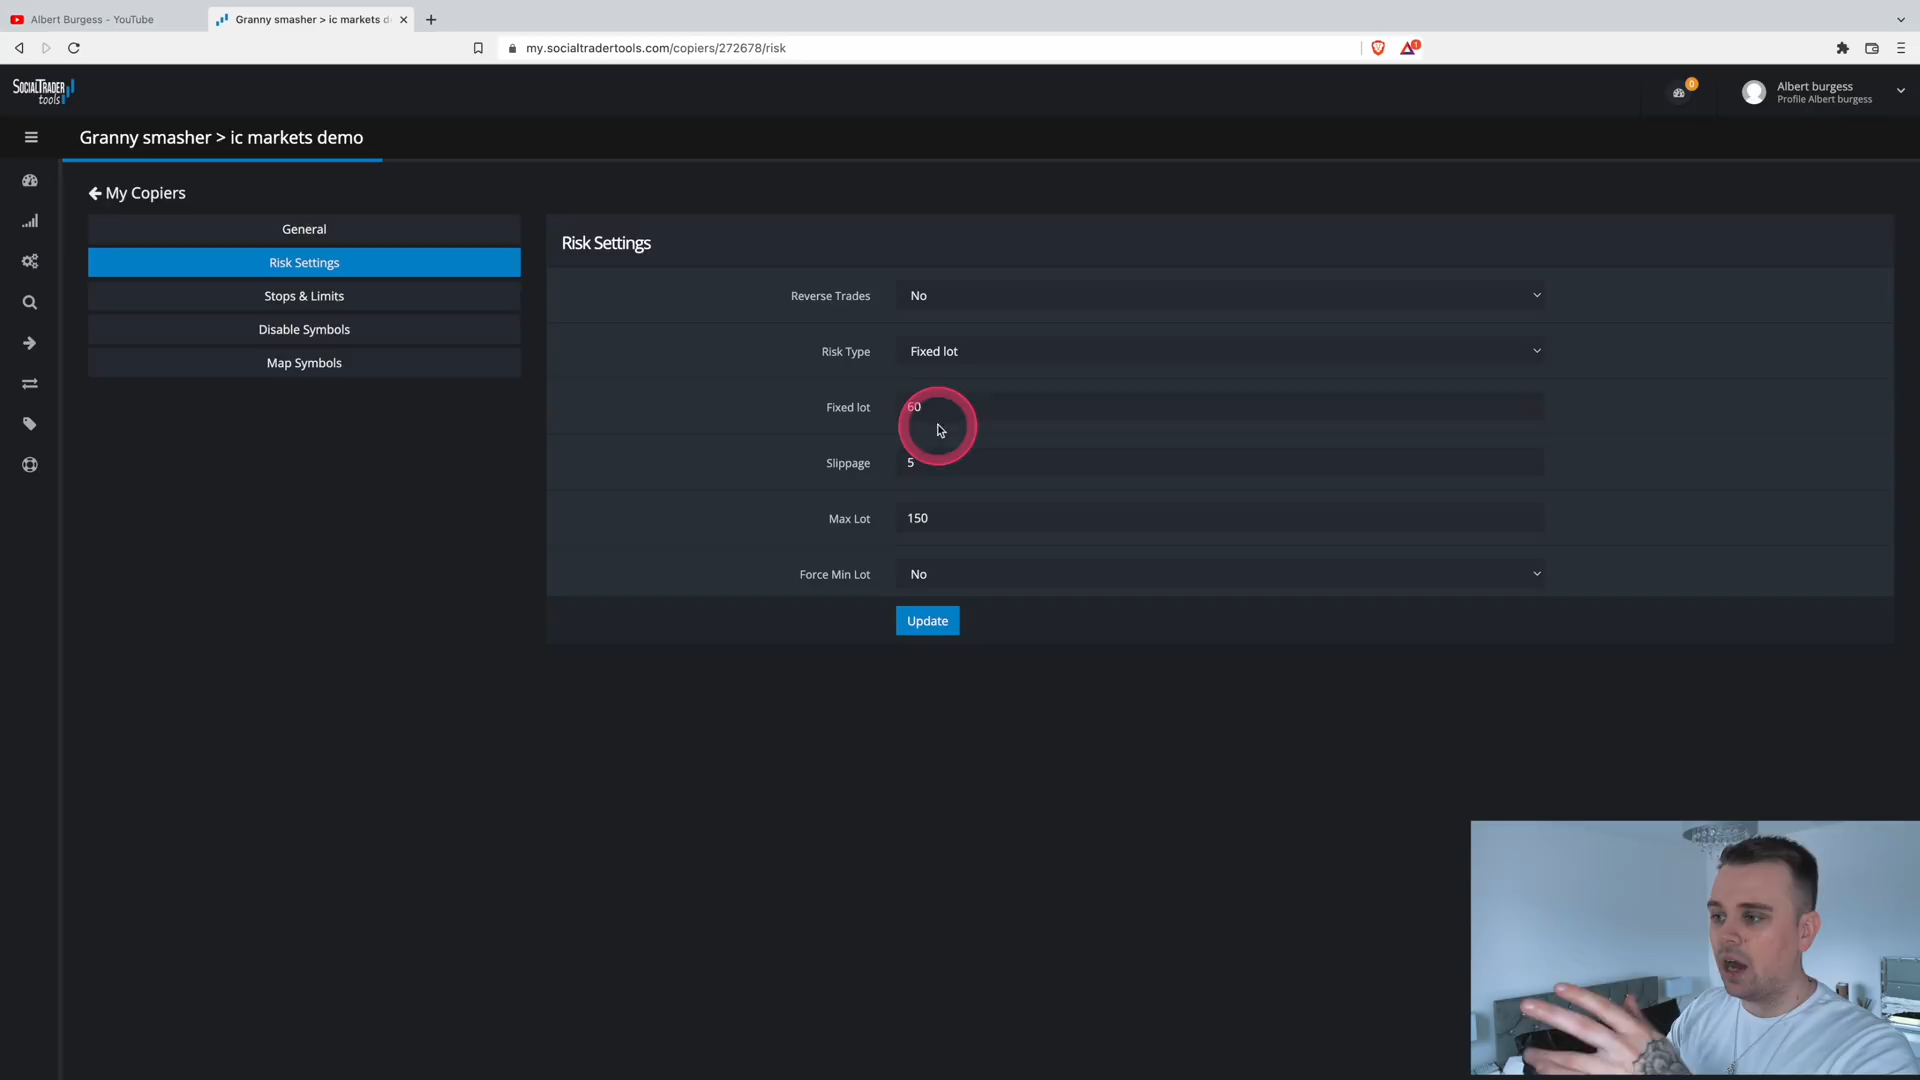 Albert Burgess - YouTube
Granny smasher > ic markets d
my.socialtradertools.com/copiers/272678/risk
1
SOCIALTRADER
tools
0
Albert burgess
Profile Albert burgess
Granny smasher > ic markets demo
My Copiers
General
Risk Settings
Stops & Limits
Disable Symbols
Map Symbols
Risk Settings
Reverse Trades No
Risk Type Fixed lot
Fixed lot 60
Slippage 5
Max Lot 150
Force Min Lot No
Update